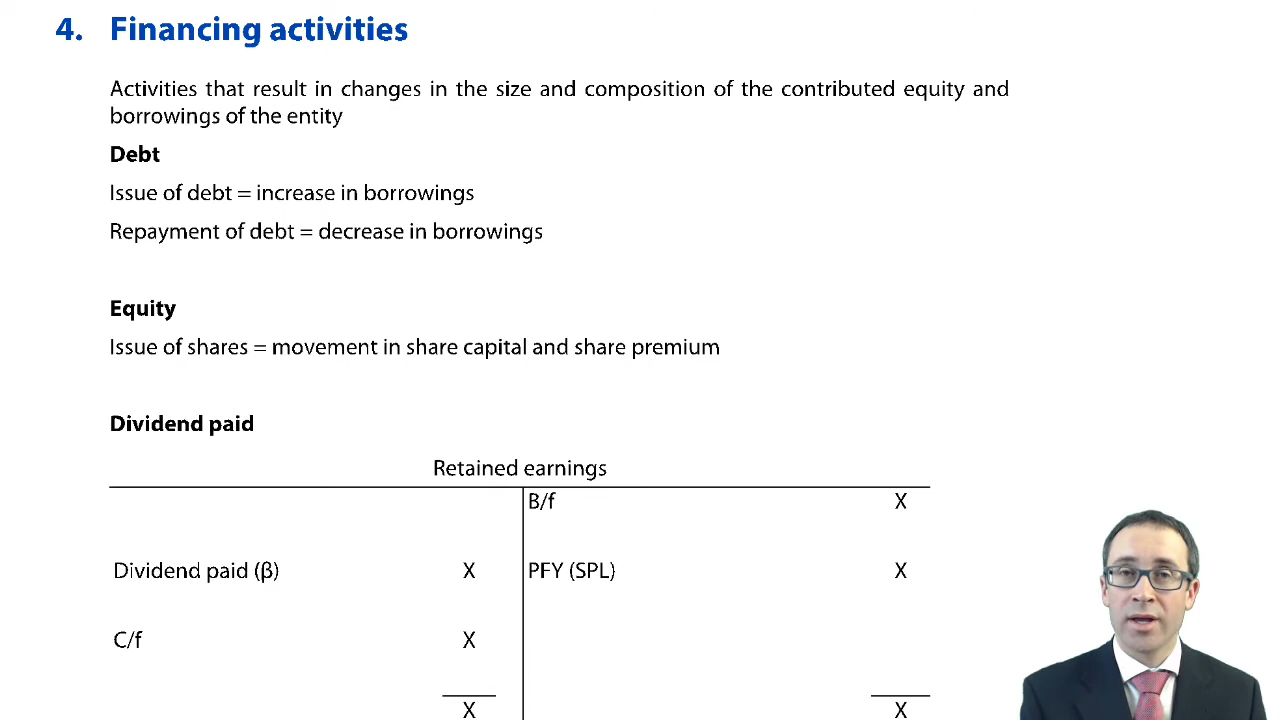 4. Financing activities
Activities that result in changes in the size and composition of the contributed equity and
borrowings of the entity
Debt
Issue of debt = increase in borrowings
Repayment of debt = decrease in borrowings
Equity
Issue of shares = movement in share capital and share premium
Dividend paid
Retained earnings
B/f X
Dividend paid (β) X PFY (SPL) X
C/f X
X X